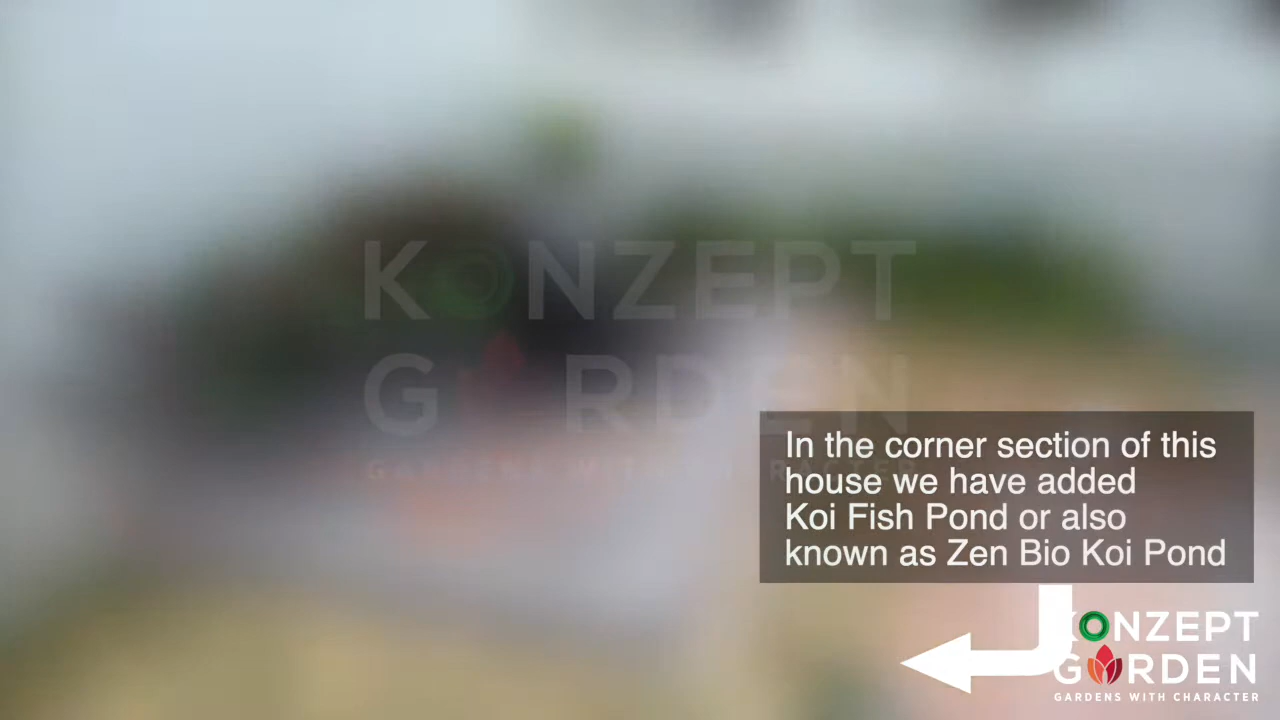 KONZEPT
GARDEN
GARDENS WITH CHARACTER
In the corner section of this
house we have added
Koi Fish Pond or also
known as Zen Bio Koi Pond
KONZEPT
GARDEN
GARDENS WITH CHARACTER